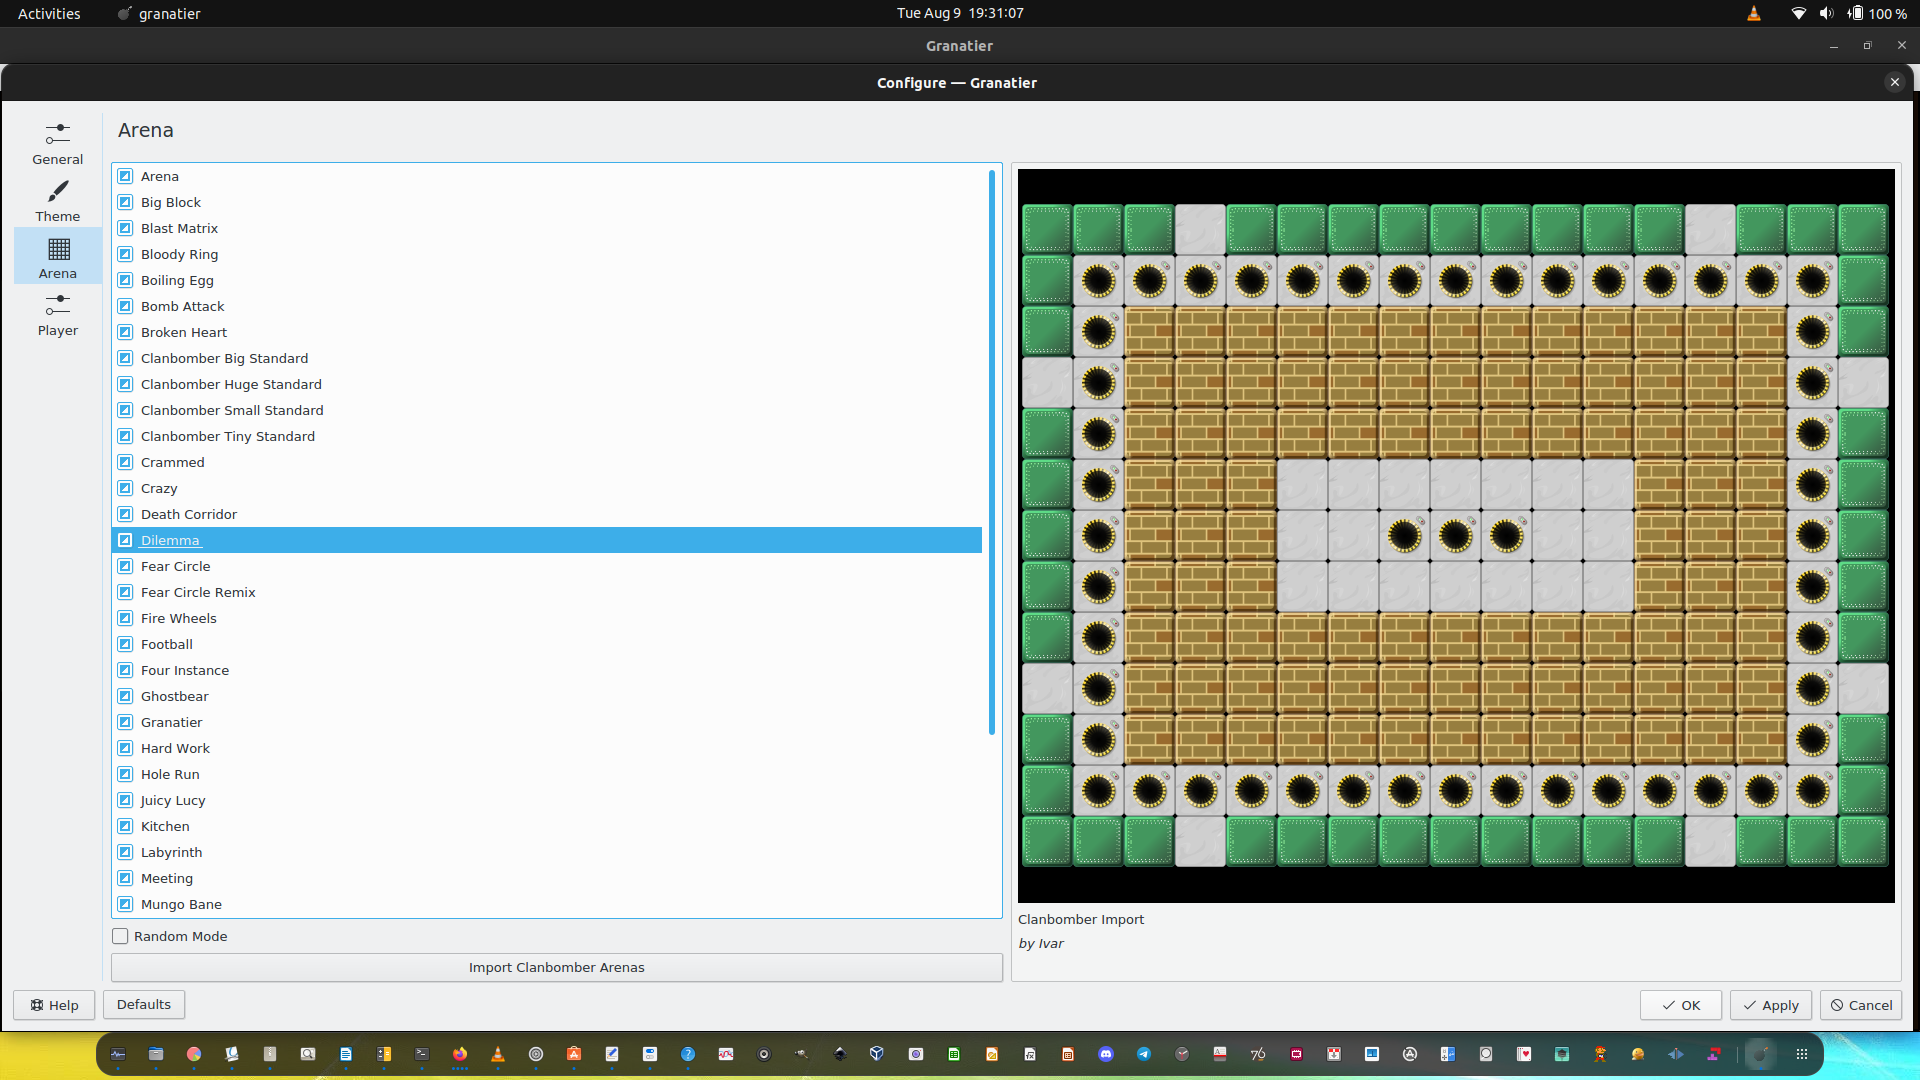 Activities
granatier
Tue Aug 9 19:31:07
100 %
Granatier
Configure — Granatier
General
Theme
Arena
Player
Arena
Arena
Big Block
Blast Matrix
Bloody Ring
Boiling Egg
Bomb Attack
Broken Heart
Clanbomber Big Standard
Clanbomber Huge Standard
Clanbomber Small Standard
Clanbomber Tiny Standard
Crammed
Crazy
Death Corridor
Dilemma
Fear Circle
Fear Circle Remix
Fire Wheels
Football
Four Instance
Ghostbear
Granatier
Hard Work
Hole Run
Juicy Lucy
Kitchen
Labyrinth
Meeting
Mungo Bane
Random Mode
Import Clanbomber Arenas
Clanbomber Import
by Ivar
Help
Defaults
OK
Apply
Cancel